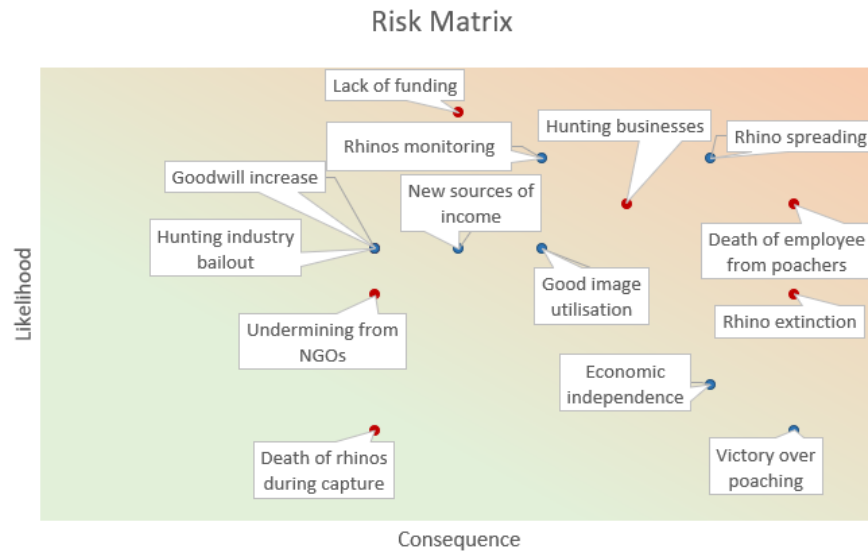 Risk Matrix
Lack of funding
Hunting businesses
Rhino spreading
Rhinos monitoring
Goodwill increase
New sources of
income
Hunting industry
bailout
Death of employee
from poachers
Good image
utilisation
Likelihood
Undermining from
NGOs
Rhino extinction
Economic
independence
Death of rhinos
during capture
Victory over
poaching
Consequence